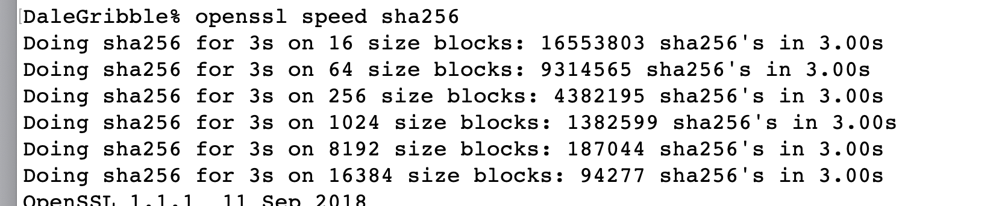 DaleGribble% openssl speed sha256
Doing sha256 for 3s on 16 size blocks: 16553803 sha256's in 3.00s
Doing sha256 for 3s on 64 size blocks: 9314565 sha256's in 3.00s
Doing sha256 for 3s on 256 size blocks: 4382195 sha256's in 3.00s
Doing sha256 for 3s on 1024 size blocks: 1382599 sha256's in 3.00s
Doing sha256 for 3s on 8192 size blocks: 187044 sha256's in 3.00s
Doing sha256 for 3s on 16384 size blocks: 94277 sha256's in 3.00s
OpenSSL 1.1.1  11 Sep 2018